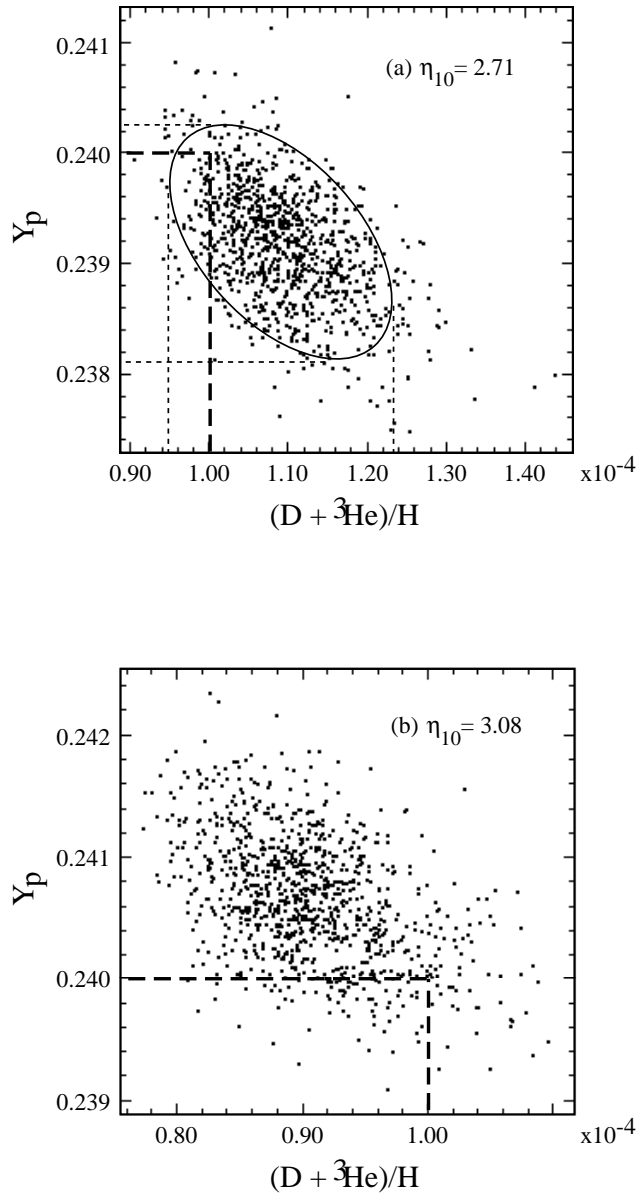 0.241
(a) η10= 2.71
0.240
Yp
0.239
0.238
0.90 1.00 1.10 1.20 1.30 1.40 x10-4
(D + 3He)/H
0.242
(b) η10= 3.08
0.241
Yp
0.240
0.239
0.80 0.90 1.00 x10-4
(D + 3He)/H